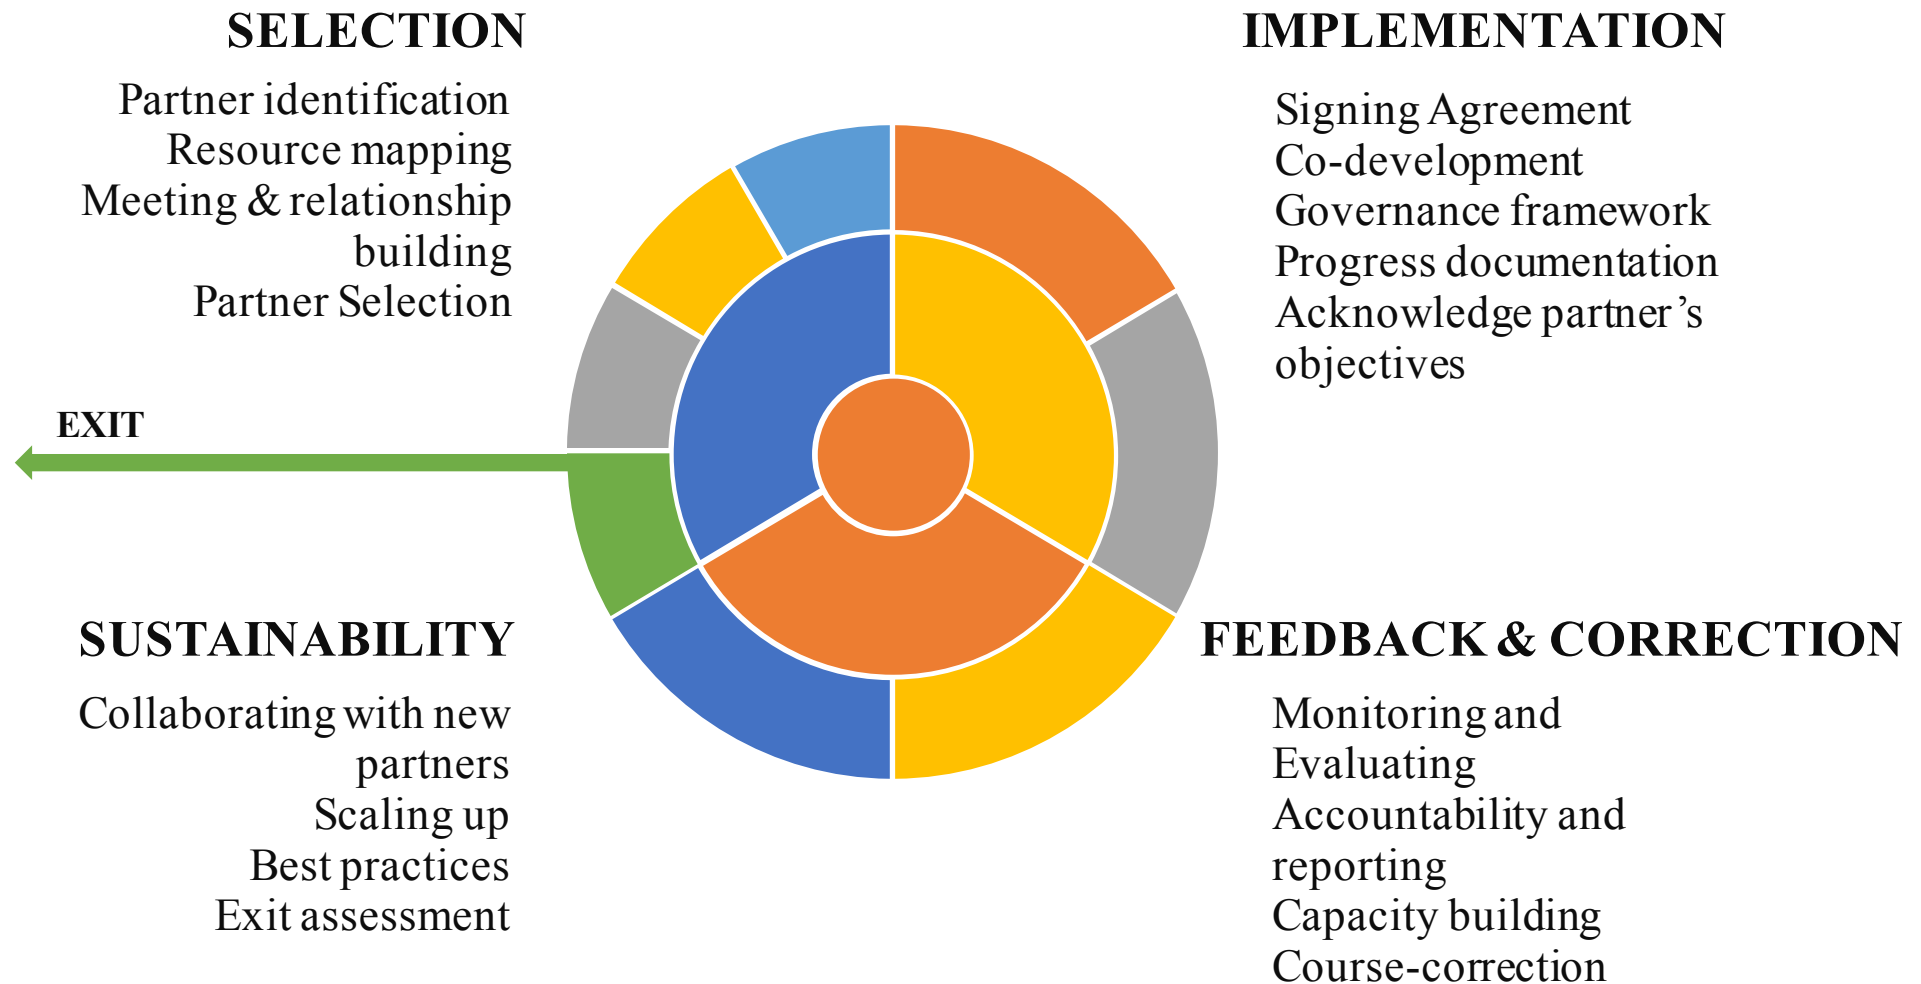 SELECTION
Partner identification
Resource mapping
Meeting & relationship
building
Partner Selection
IMPLEMENTATION
Signing Agreement
Co-development
Governance framework
Progress documentation
Acknowledge partner’s
objectives
EXIT
SUSTAINABILITY
Collaborating with new
partners
Scaling up
Best practices
Exit assessment
FEEDBACK & CORRECTION
Monitoring and
Evaluating
Accountability and
reporting
Capacity building
Course-correction